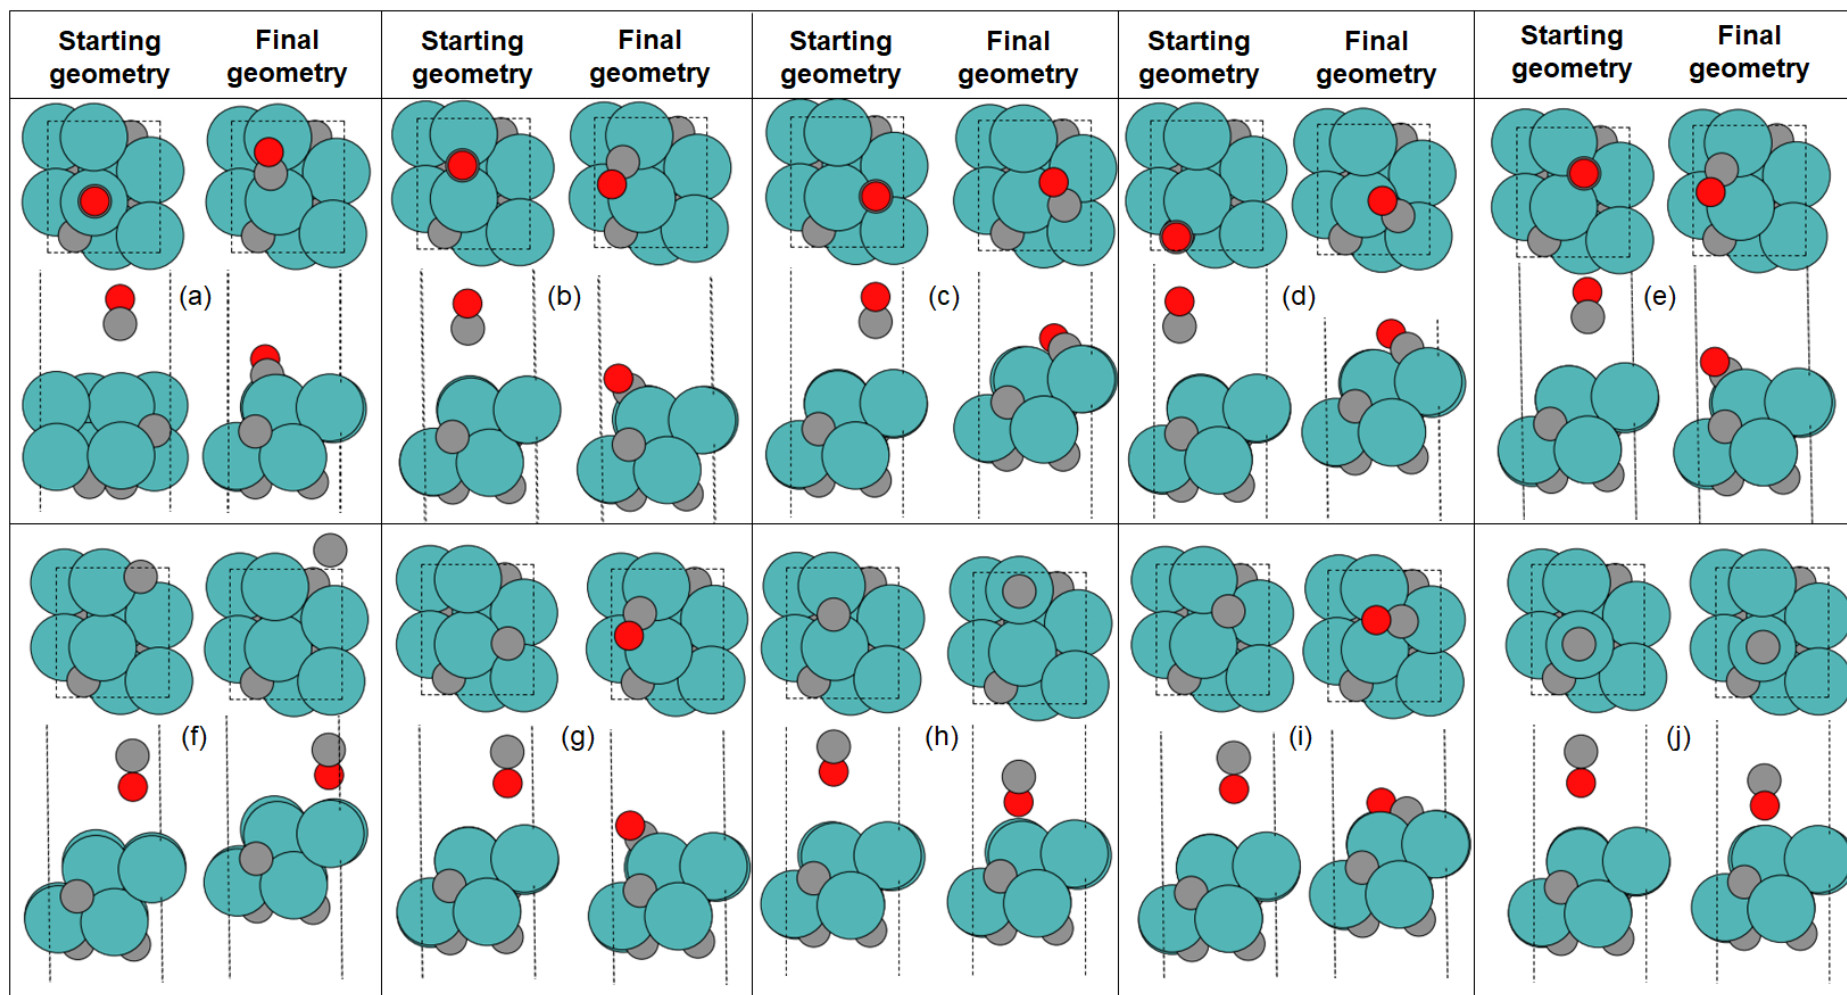 Starting geometry
Final geometry
Starting geometry
Final geometry
Starting geometry
Final geometry
Starting geometry
Final geometry
Starting geometry
Final geometry
(a)
(b)
(c)
(d)
(e)
(f)
(g)
(h)
(i)
(j)